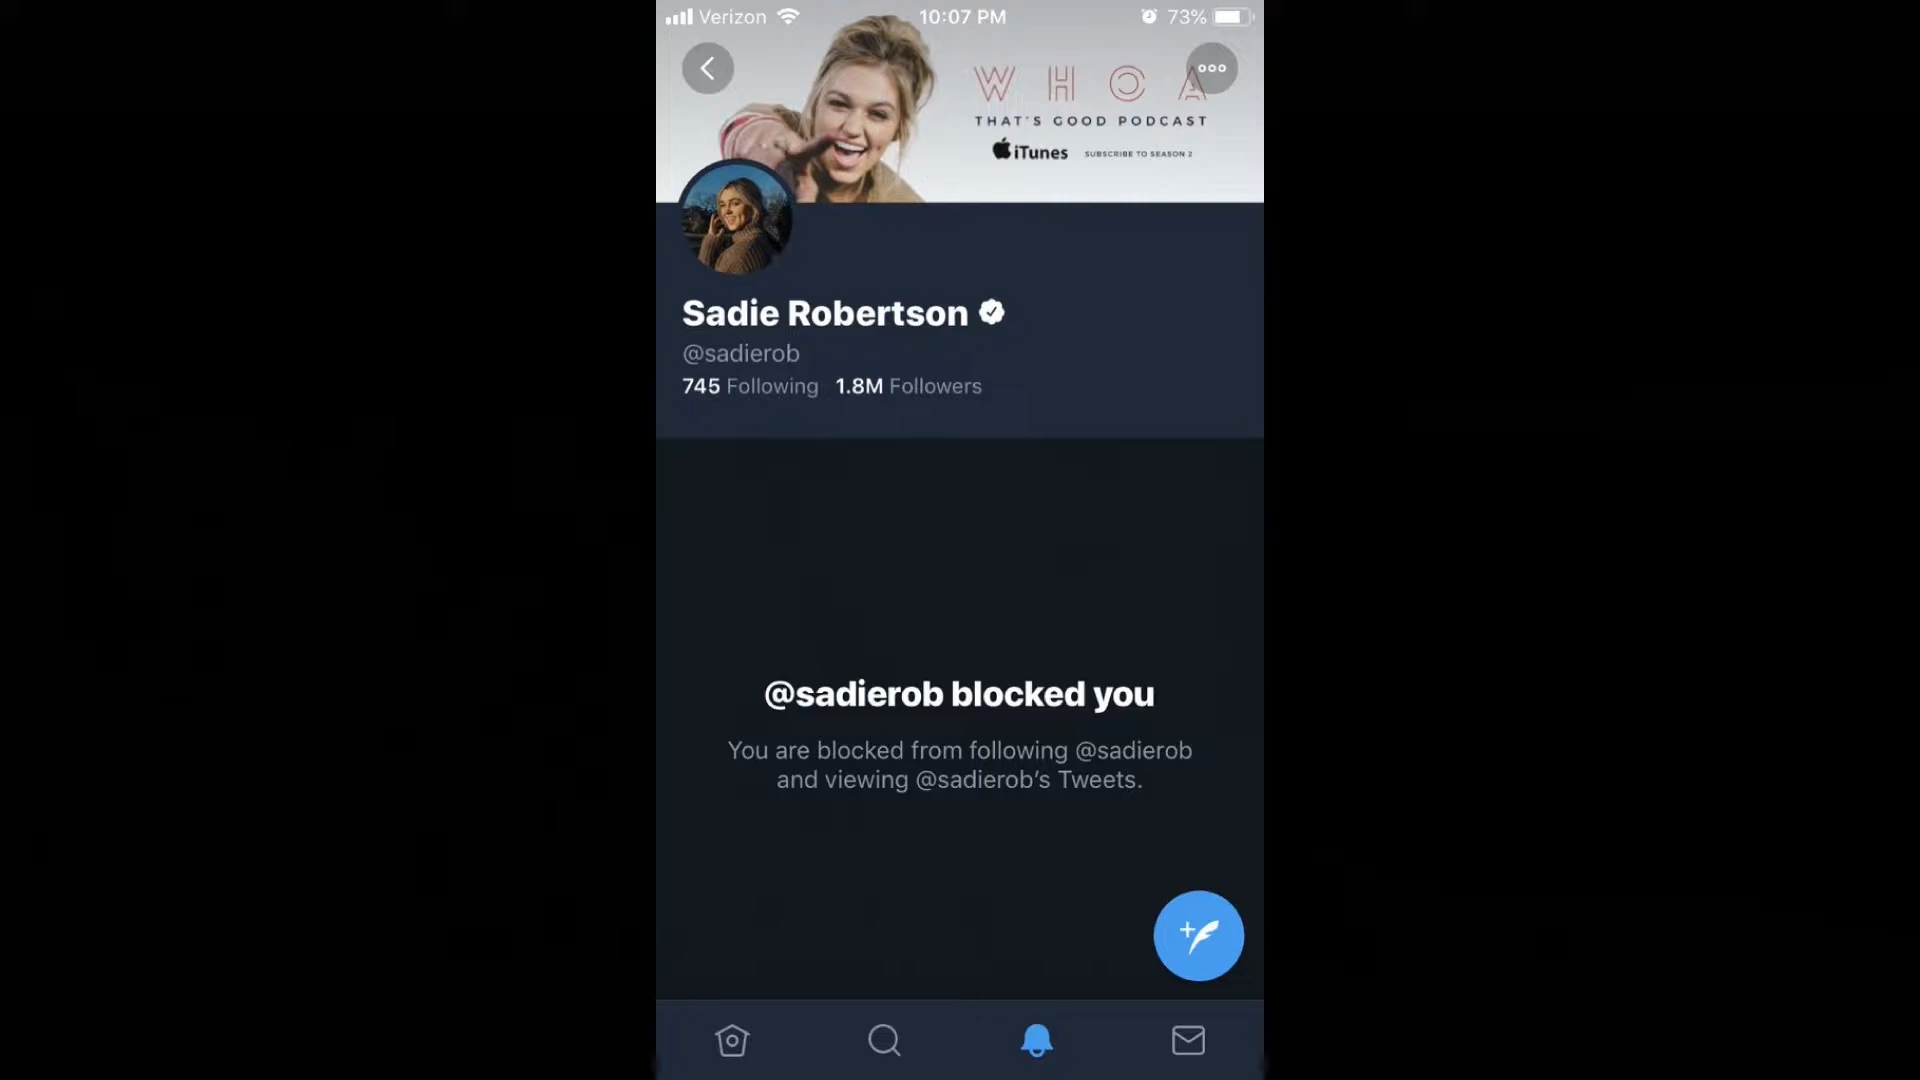 Verizon 10:07 PM 73%
WHOA
THAT'S GOOD PODCAST
iTunes SUBSCRIBE TO SEASON 2
Sadie Robertson
@sadierob
745 Following 1.8M Followers
@sadierob blocked you
You are blocked from following @sadierob
and viewing @sadierob's Tweets.